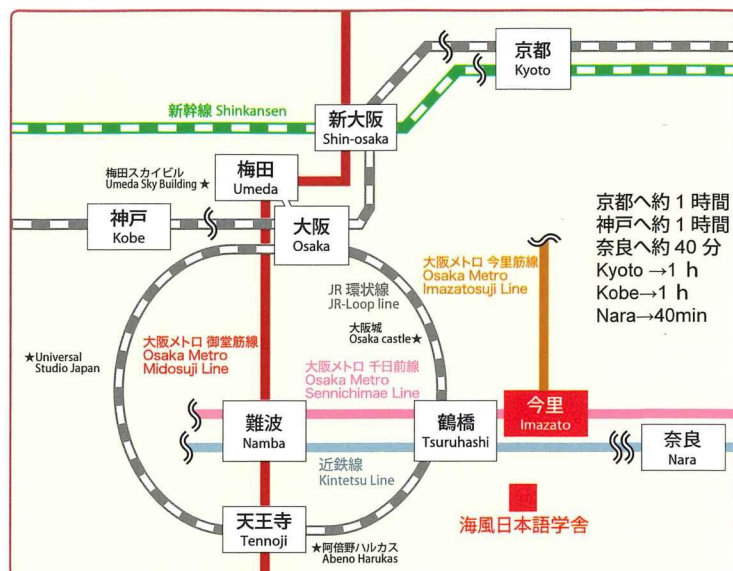 京都
Kyoto
新幹線 Shinkansen
新大阪
Shin-osaka
梅田スカイビル
Umeda Sky Building★
梅田
Umeda
神戸
Kobe
大阪
Osaka
京都へ約1時間
神戸へ約1時間
奈良へ約40分
Kyoto →1 h
Kobe→1 h
Nara→40min
大阪メトロ 今里筋線
Osaka Metro
Imazatosuji Line
JR 環状線
JR-Loop line
大阪城
Osaka castle★
★Universal
Studio Japan
大阪メトロ 御堂筋線
Osaka Metro
Midosuji Line
大阪メトロ 千日前線
Osaka Metro
Sennichimae Line
今里
Imazato
難波
Namba
鶴橋
Tsuruhashi
奈良
Nara
近鉄線
Kintetsu Line
海風日本語学舎
天王寺
Tennoji
★阿倍野ハルカス
Abeno Harukas